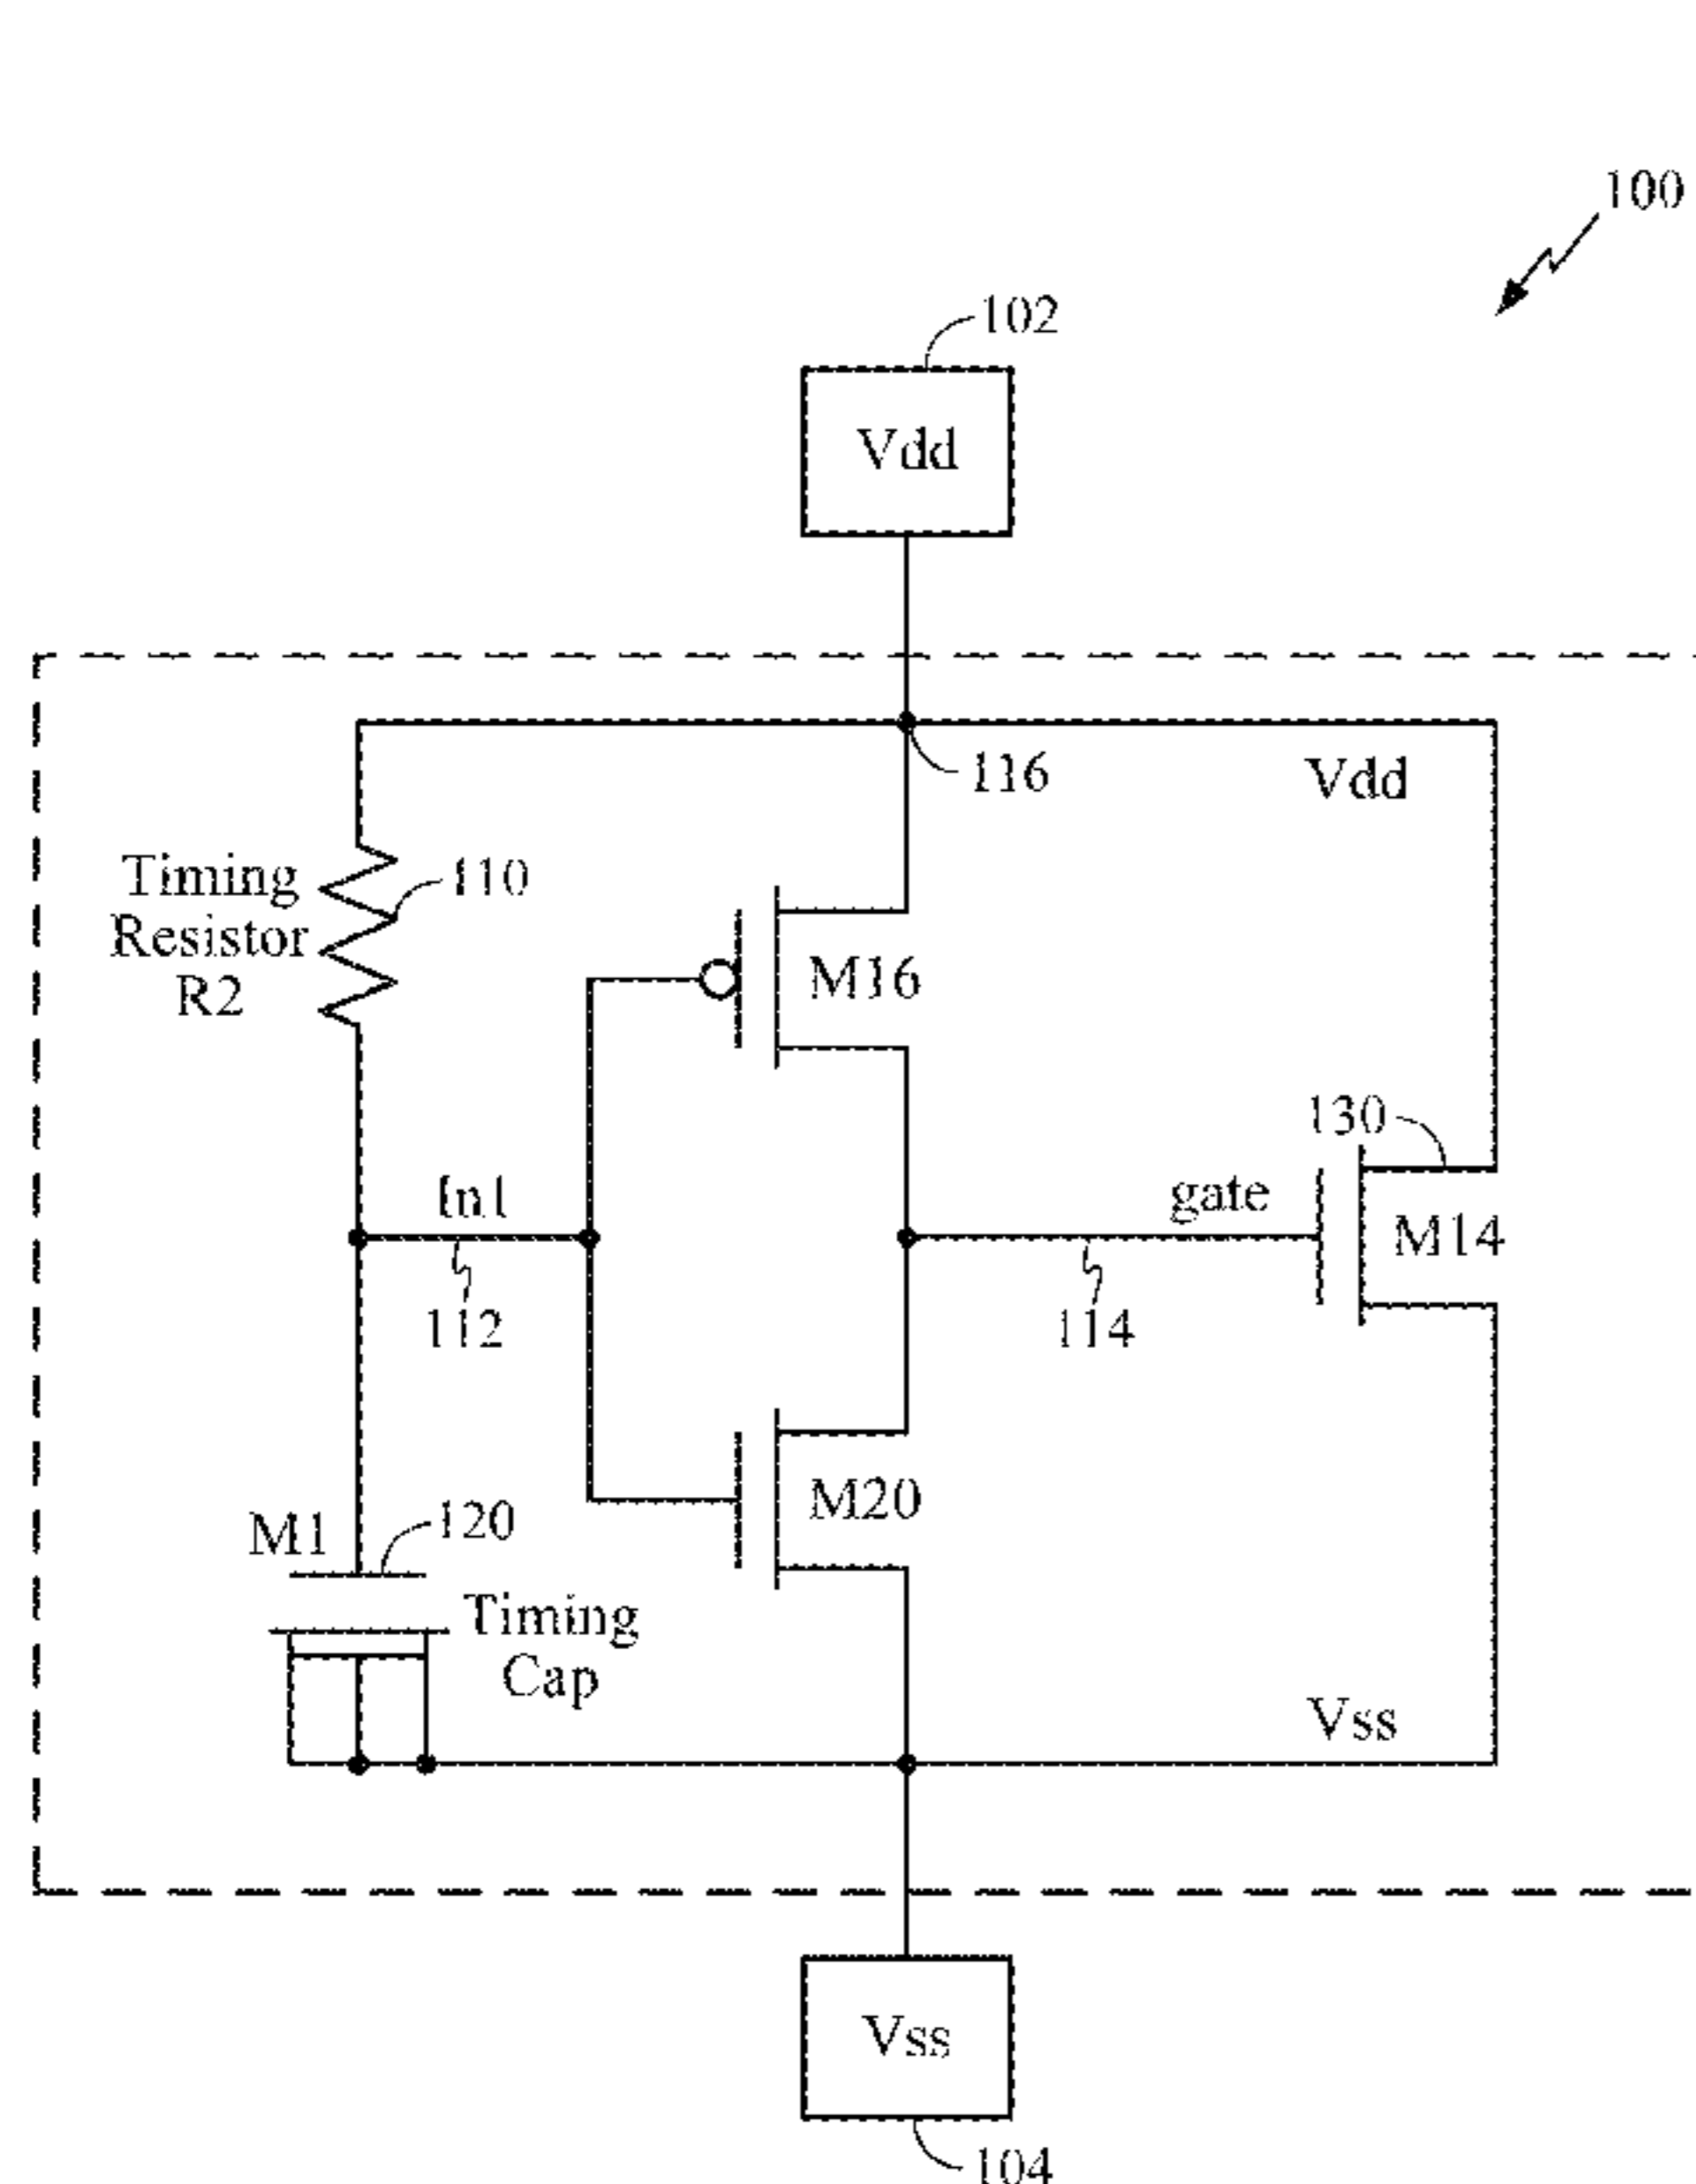 100
102
Vdd
116
Vdd
Timing
Resistor
R2
110
M16
130
In1
gate
M14
112
114
M1
120
M20
Timing
Cap
Vss
Vss
104